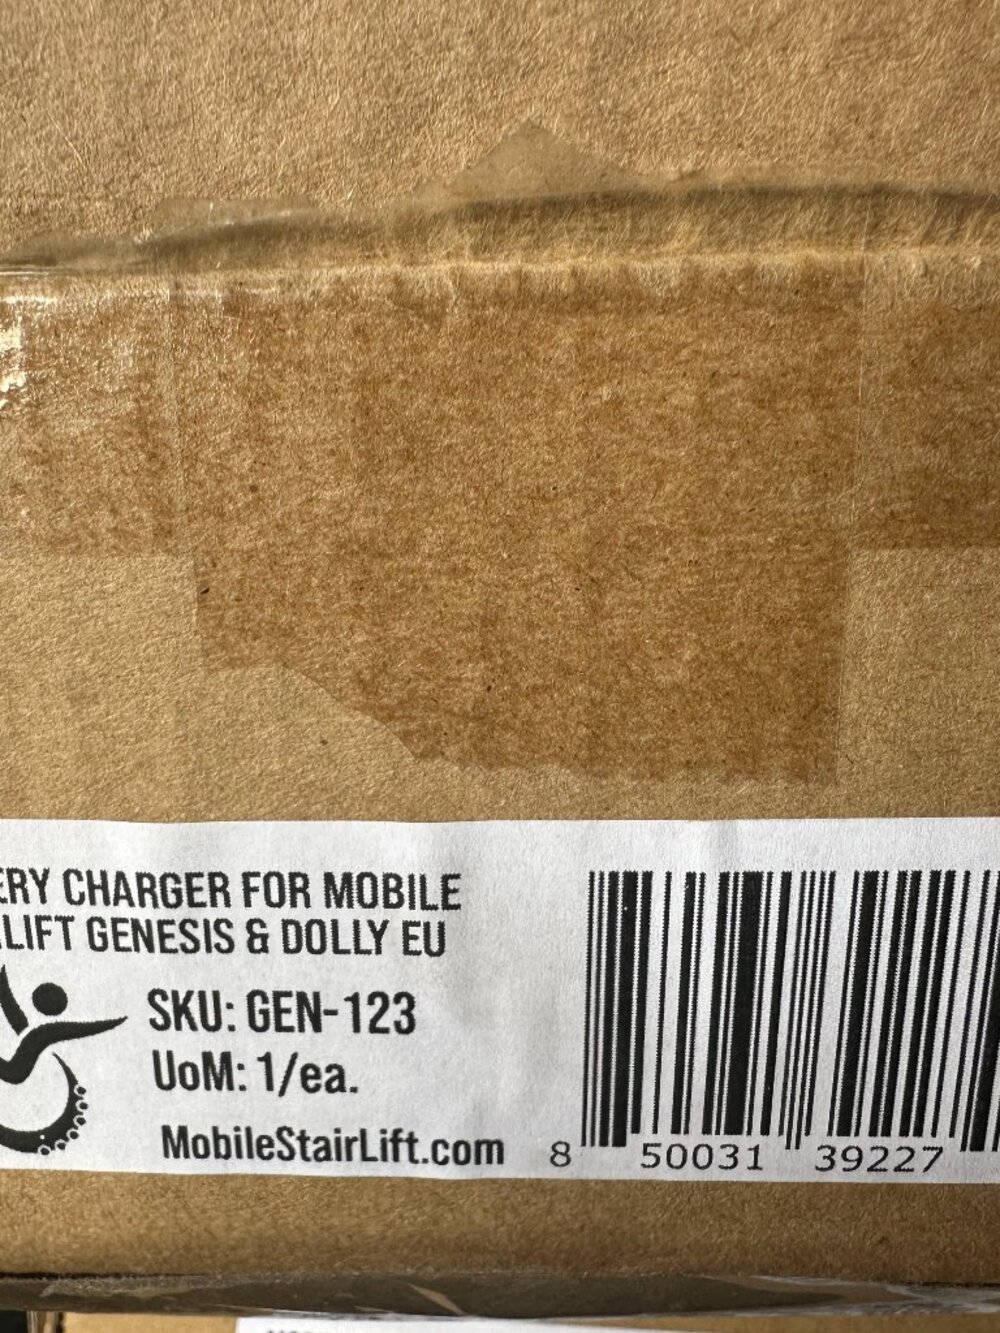 ERY CHARGER FOR MOBILE
LIFT GENESIS & DOLLY EU
SKU: GEN-123
UoM: 1/ea.
MobileStairLift.com
8 50031 39227